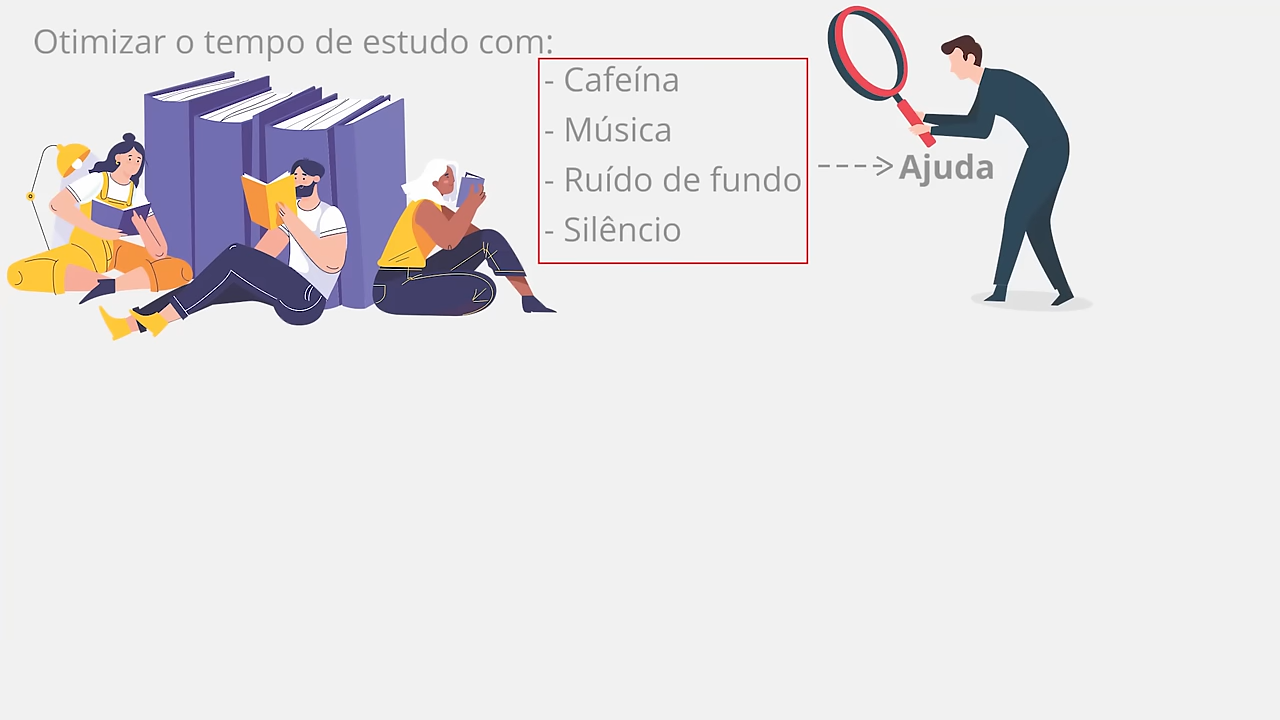 Otimizar o tempo de estudo com:
- Cafeína
- Música
- Ruído de fundo
- Silêncio
Ajuda